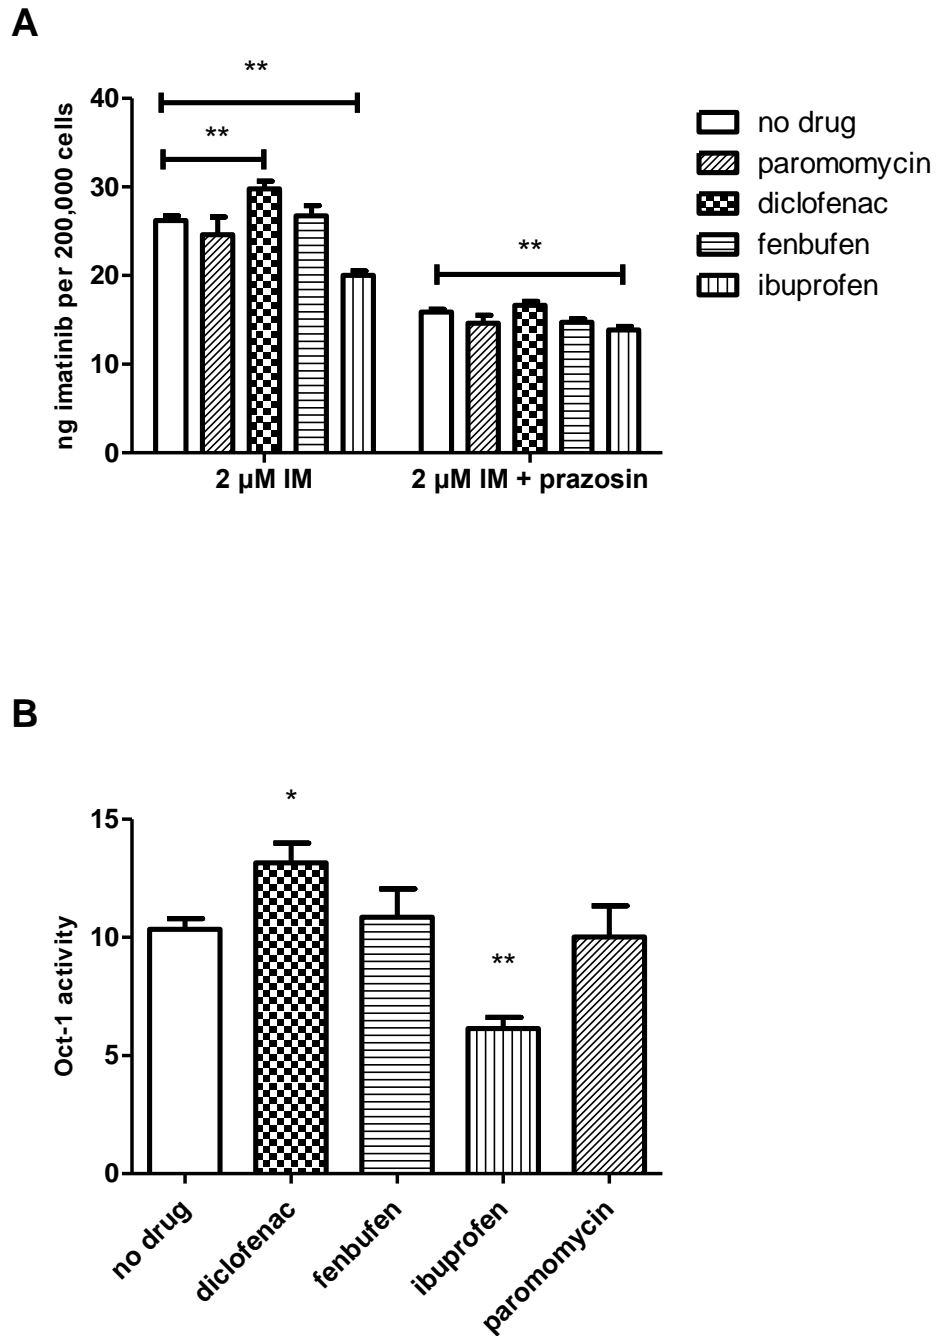 A
**
**
**
40
30
20
10
0
ng imatinib per 200,000 cells
2 µM IM
2 µM IM + prazosin
no drug
paromomycin
diclofenac
fenbufen
ibuprofen
B
*
**
15
10
5
0
Oct-1 activity
no drug
diclofenac
fenbufen
ibuprofen
paromomycin